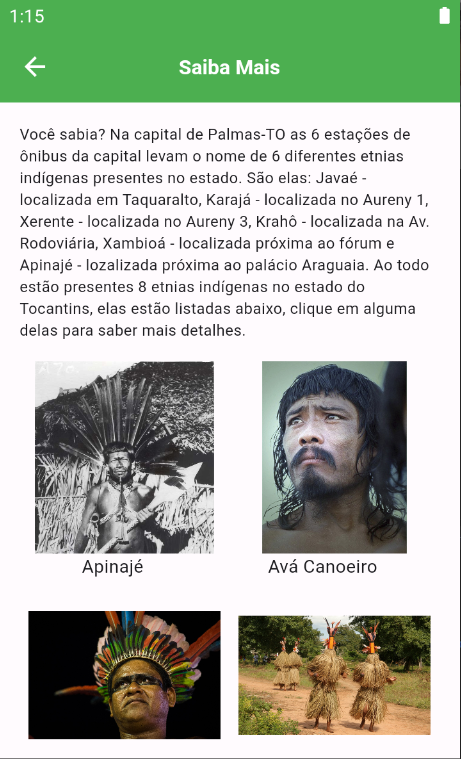 1:15
Saiba Mais
Você sabia? Na capital de Palmas-TO as 6 estações de
ônibus da capital levam o nome de 6 diferentes etnias
indígenas presentes no estado. São elas: Javaé -
localizada em Taquaralto, Karajá - localizada no Aureny 1,
Xerente - localizada no Aureny 3, Krahô - localizada na Av.
Rodoviária, Xambioá - localizada próxima ao fórum e
Apinajé - lozalizada próxima ao palácio Araguaia. Ao todo
estão presentes 8 etnias indígenas no estado do
Tocantins, elas estão listadas abaixo, clique em alguma
delas para saber mais detalhes.
Apinajé
Avá Canoeiro